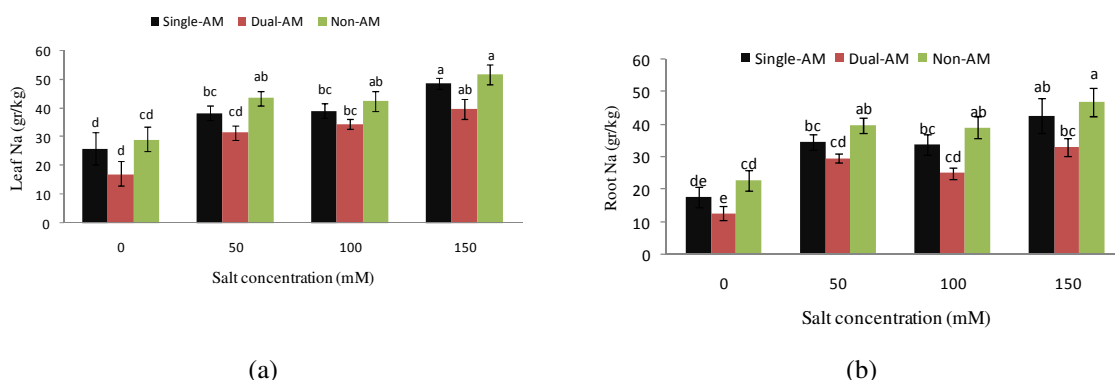 Single-AM Dual-AM Non-AM
Leaf Na (gr/kg)
60
50
40
30
20
10
0
d d cd
bc cd ab
bc bc ab
a ab a
0 50 100 150
Salt concentration (mM)
(a)
Single-AM Dual-AM Non-AM
Root Na (gr/kg)
60
50
40
30
20
10
0
de e cd
bc cd ab
bc cd ab
ab bc a
0 50 100 150
Salt concentration (mM)
(b)